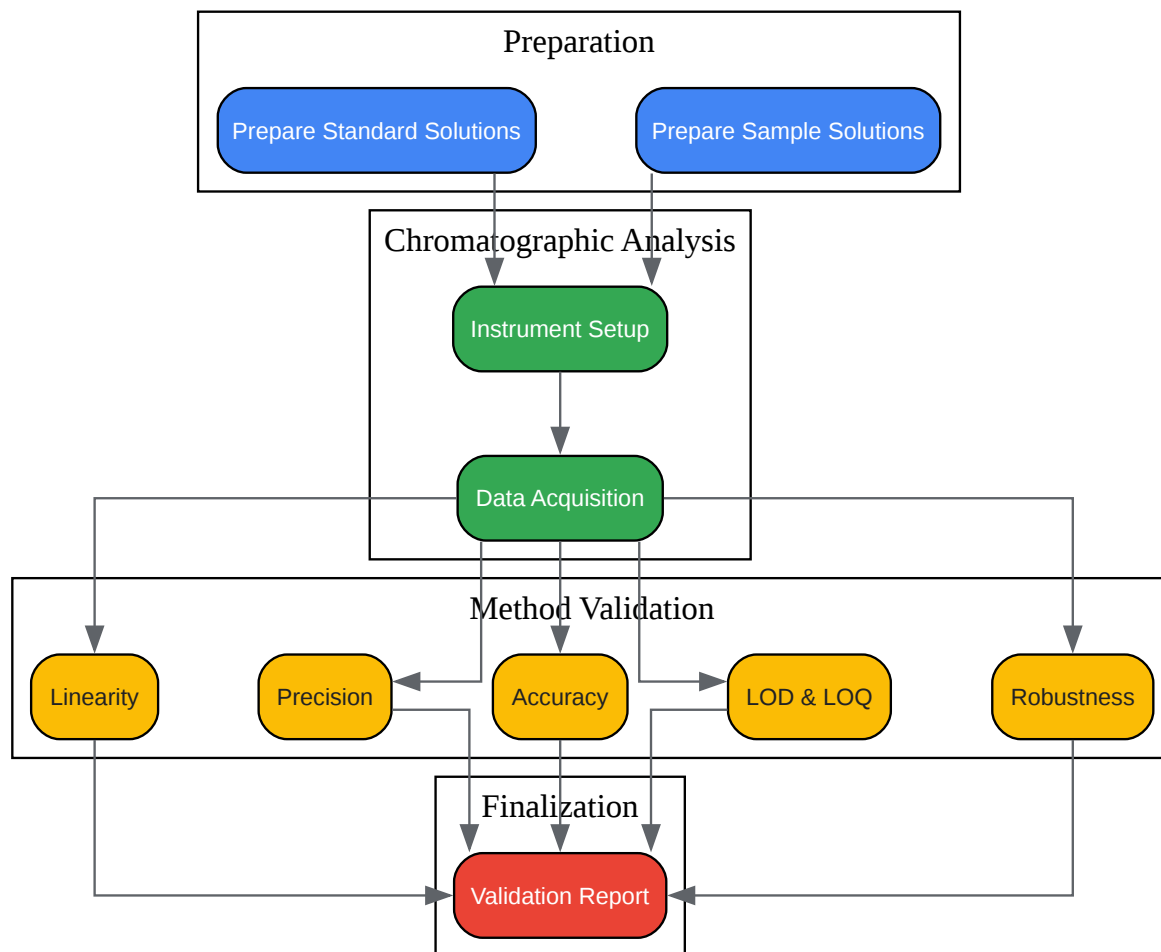 Preparation
Prepare Standard Solutions
Prepare Sample Solutions
Chromatographic Analysis
Instrument Setup
Data Acquisition
Method Validation
Linearity
Precision
Accuracy
LOD & LOQ
Robustness
Finalization
Validation Report